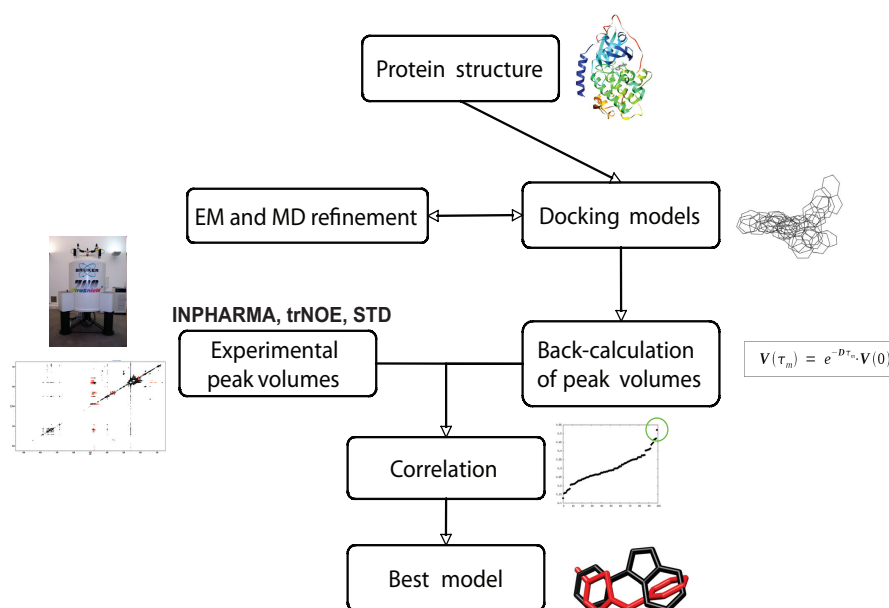 Protein structure
EM and MD refinement
Docking models
BRUKER
INPHARMA, trNOE, STD
Experimental
peak volumes
Back-calculation
of peak volumes
V(τm) = e−Dτm·V(0)
Correlation
Best model